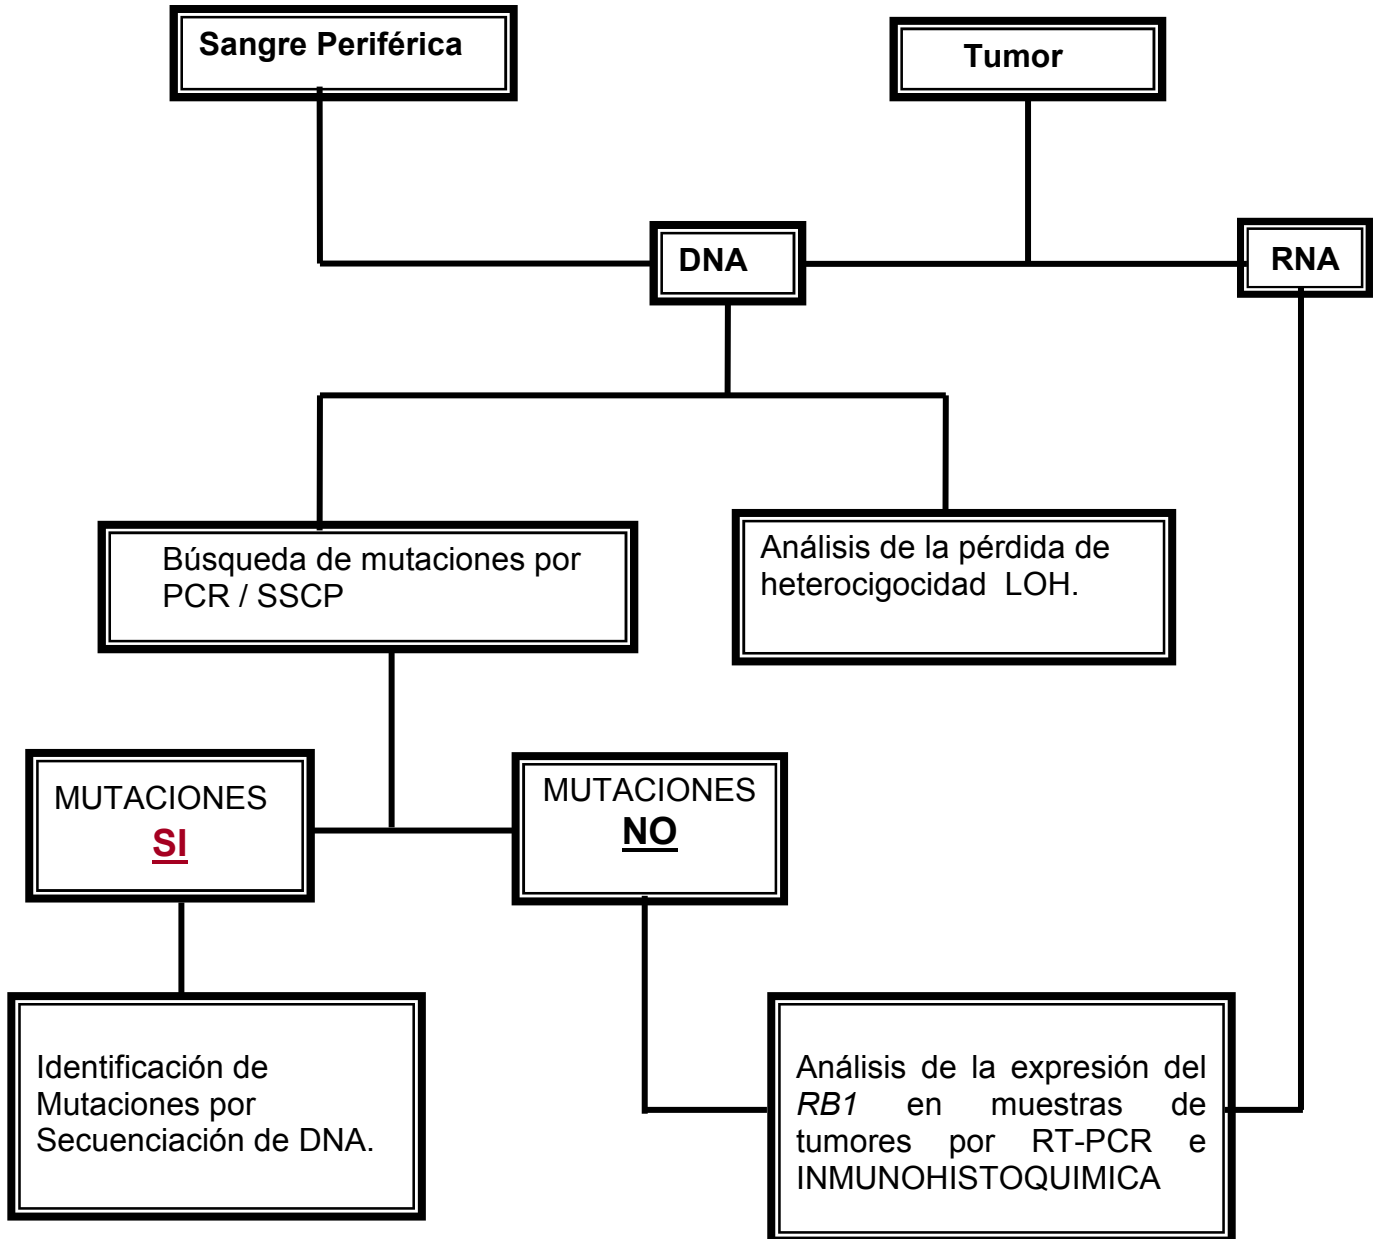 Sangre Periférica
Tumor
DNA
RNA
Búsqueda de mutaciones por
PCR / SSCP
Análisis de la pérdida de
heterocigocidad LOH.
MUTACIONES
SI
MUTACIONES
NO
Identificación de
Mutaciones por
Secuenciación de DNA.
Análisis de la expresión del
RB1 en muestras de
tumores por RT-PCR e
INMUNOHISTOQUIMICA